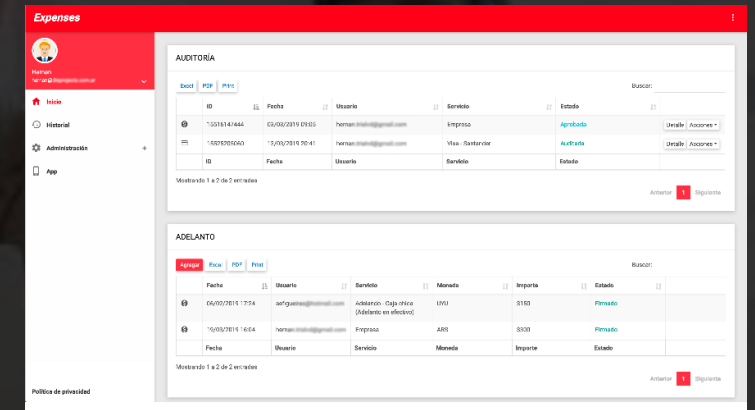 Expenses
Hernan
Inicio
Historial
Administración +
App
Política de privacidad
AUDITORÍA
Excel PDF Print Buscar:
ID Fecha Usuario Servicio Estado
15516147444 03/03/2019 09:05 Empresa Aprobada Detalle Acciones
13/03/2019 20:41 Visa - Santander Auditada Detalle Acciones
ID Fecha Usuario Servicio Estado
Mostrando 1 a 2 de 2 entradas
Anterior 1 Siguiente
ADELANTO
Agregar Excel PDF Print Buscar:
Fecha Usuario Servicio Moneda Importe Estado
06/02/2019 17:24 Adelando - Caja chica UYU $150 Firmado
(Adelanto en efectivo)
19/03/2019 16:04 Empresa ARS $300 Firmado
Fecha Usuario Servicio Moneda Importe Estado
Mostrando 1 a 2 de 2 entradas
Anterior 1 Siguiente